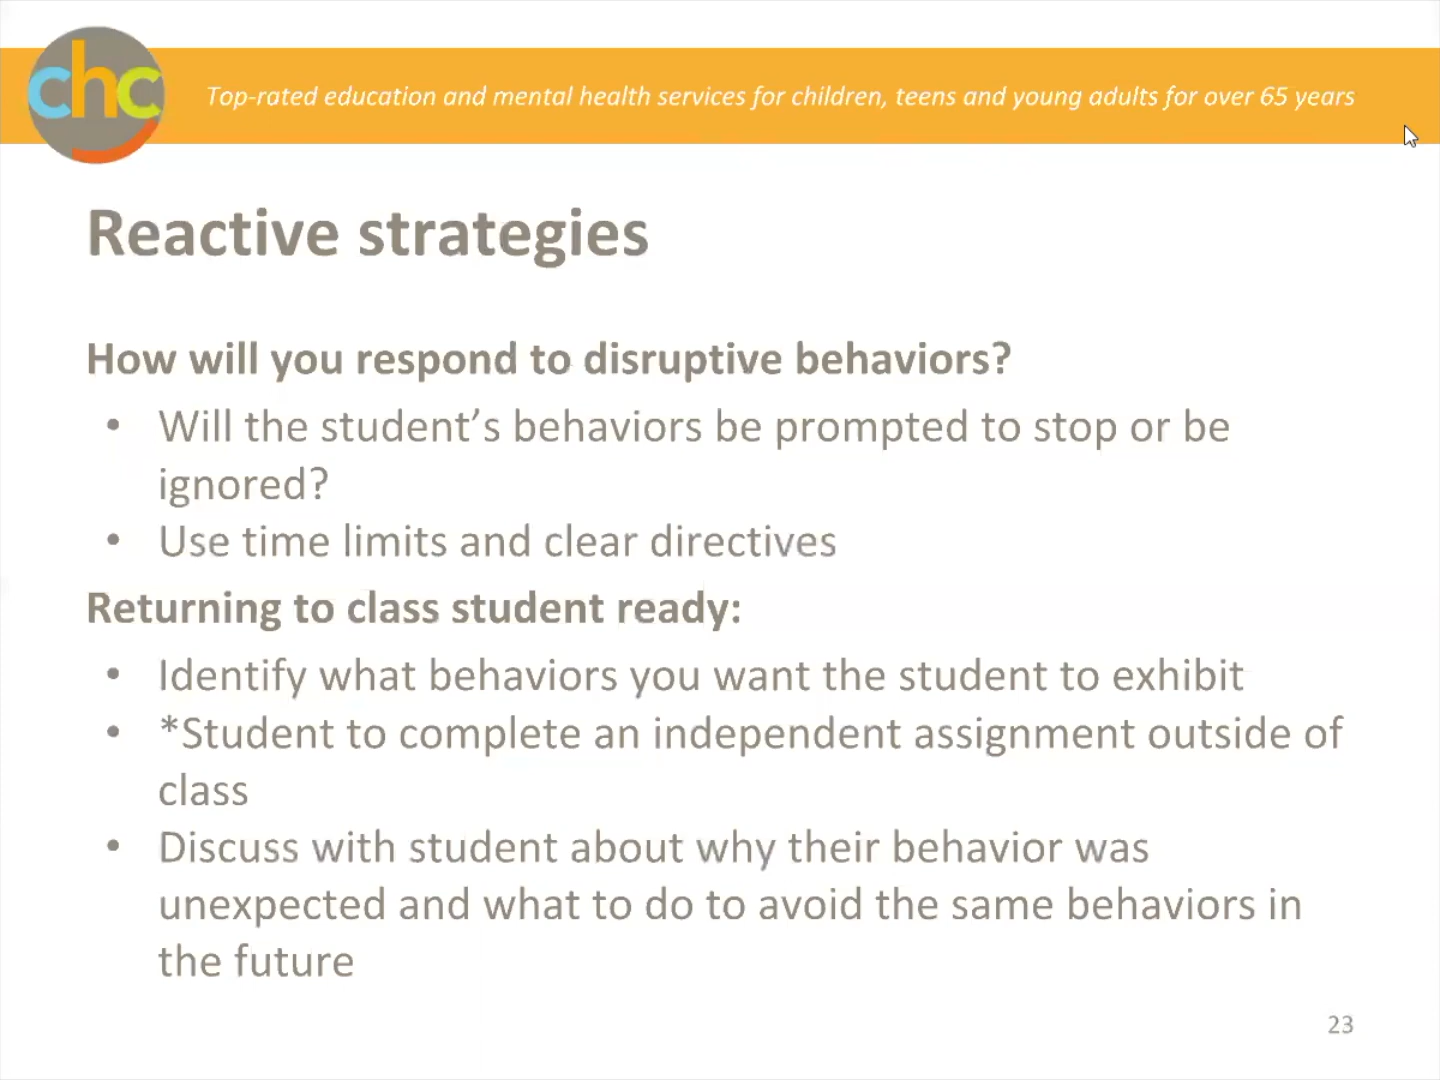 chc
Top-rated education and mental health services for children, teens and young adults for over 65 years
Reactive strategies
How will you respond to disruptive behaviors?
• Will the student’s behaviors be prompted to stop or be
ignored?
• Use time limits and clear directives
Returning to class student ready:
• Identify what behaviors you want the student to exhibit
• *Student to complete an independent assignment outside of
class
• Discuss with student about why their behavior was
unexpected and what to do to avoid the same behaviors in
the future
23